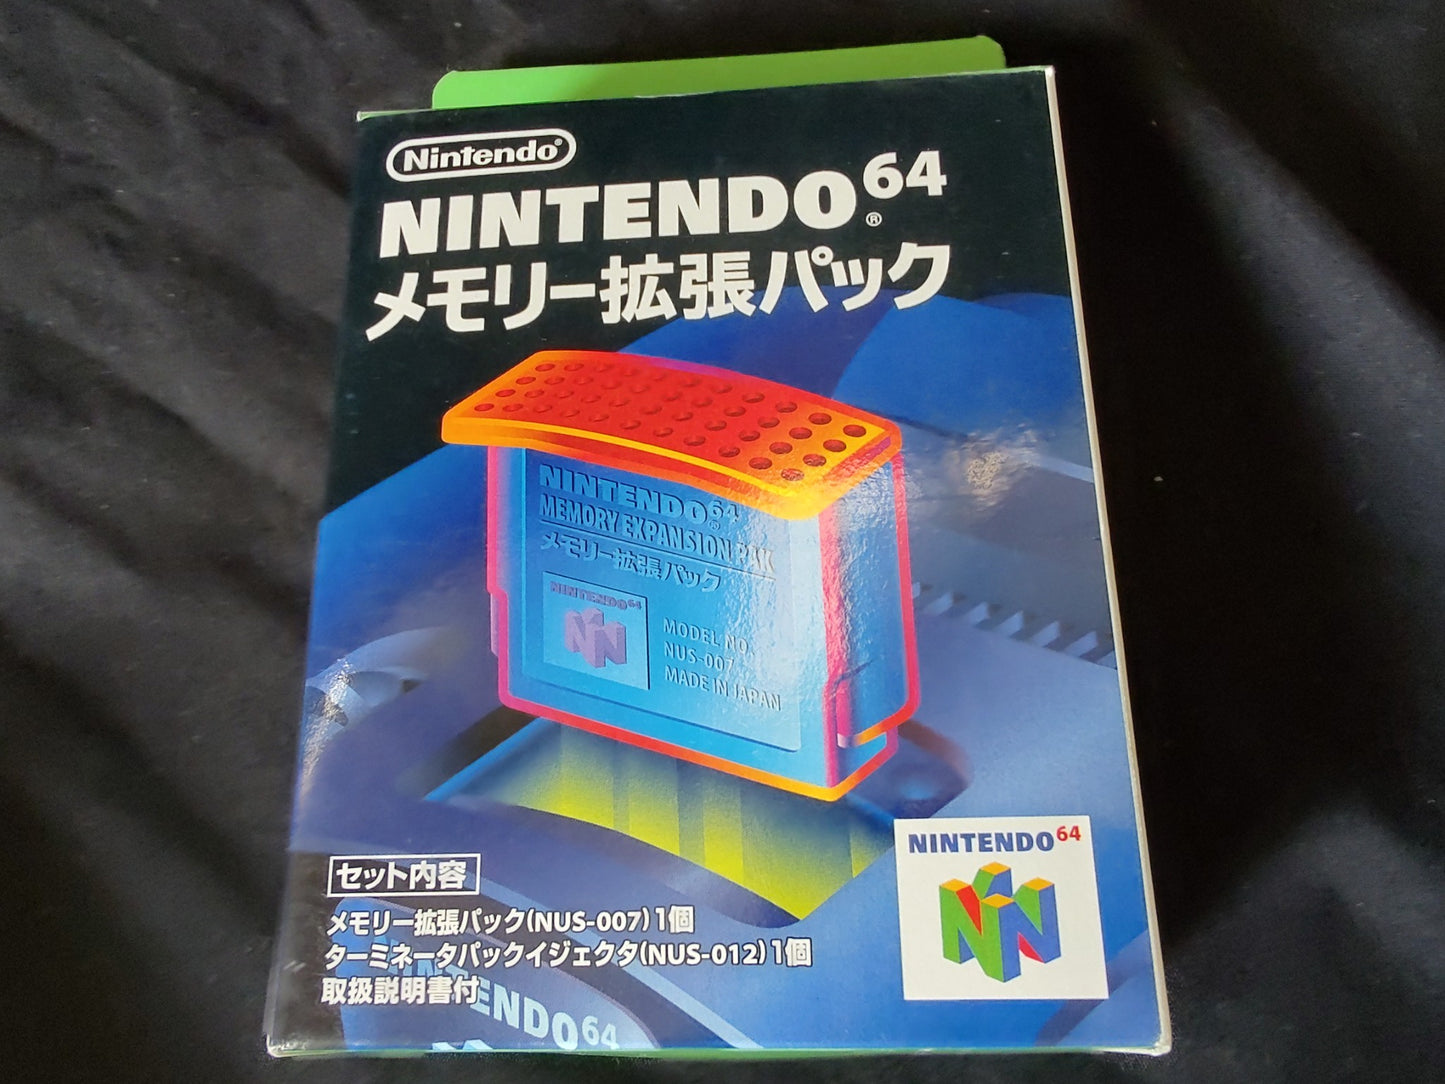 Nintendo®
NINTENDO64®
メモリー拡張パック
NINTENDO64®
MEMORY EXPANSION PAK
メモリー拡張パック
NINTENDO64
MODEL NO.
NUS-007
MADE IN JAPAN
NINTENDO64
セット内容
メモリー拡張パック(NUS-007)1個
ターミネータパックイジェクタ(NUS-012)1個
取扱説明書付
NINTENDO64